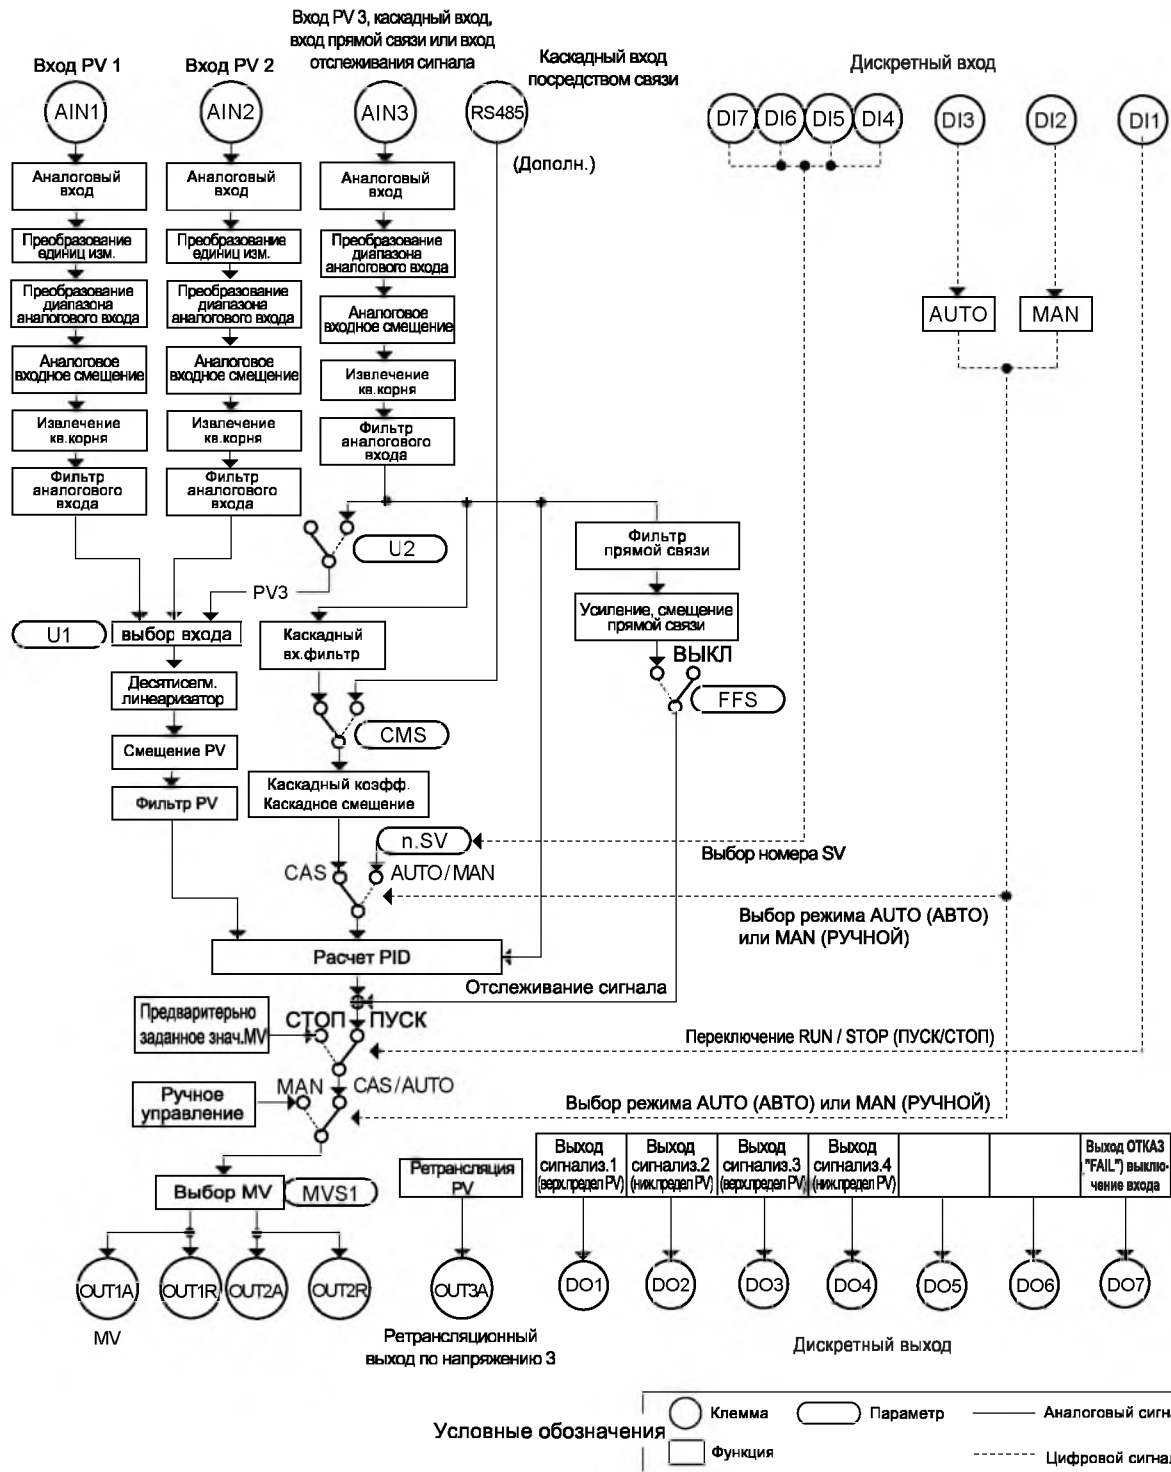 Вход PV 3, каскадный вход,
вход прямой связи или вход
отслеживания сигнала
Вход PV 1
Вход PV 2
Каскадный вход
посредством связи
Дискретный вход
AIN1
AIN2
AIN3
RS485
DI7
DI6
DI5
DI4
DI3
DI2
DI1
(Дополн.)
Аналоговый
вход
Аналоговый
вход
Аналоговый
вход
Преобразование
единиц изм.
Преобразование
единиц изм.
Преобразование
диапазона
аналогового входа
Преобразование
диапазона
аналогового входа
Преобразование
диапазона
аналогового входа
Аналоговое
входное смещение
AUTO
MAN
Аналоговое
входное смещение
Аналоговое
входное смещение
Извлечение
кв.корня
Извлечение
кв.корня
Извлечение
кв.корня
Фильтр
аналогового
входа
Фильтр
аналогового
входа
Фильтр
аналогового
входа
U2
Фильтр
прямой связи
PV3
Усиление, смещение
прямой связи
U1
выбор входа
Каскадный
вх.фильтр
ВЫКЛ
Десятисегм.
линеаризатор
FFS
CMS
Смещение PV
Каскадный коэфф.
Каскадное смещение
Фильтр PV
n.SV
Выбор номера SV
CAS
AUTO/MAN
Выбор режима AUTO (АВТО)
или MAN (РУЧНОЙ)
Расчет PID
Отслеживание сигнала
Предваритерьно
заданное знач.MV
СТОП
ПУСК
Переключение RUN / STOP (ПУСК/СТОП)
MAN
CAS/AUTO
Ручное
управление
Выбор режима AUTO (АВТО) или MAN (РУЧНОЙ)
Ретрансляция
PV
Выход
сигнализ.1
(верх.предел PV)
Выход
сигнализ.2
(ниж.предел PV)
Выход
сигнализ.3
(верх.предел PV)
Выход
сигнализ.4
(ниж.предел PV)
Выход ОТКАЗ
"FAIL") выклю-
чение входа
Выбор MV
MVS1
OUT1A
OUT1R
OUT2A
OUT2R
OUT3A
DO1
DO2
DO3
DO4
DO5
DO6
DO7
MV
Ретрансляционный
выход по напряжению 3
Дискретный выход
Условные обозначения
Клемма
Параметр
Аналоговый сигна
Функция
Цифровой сигна